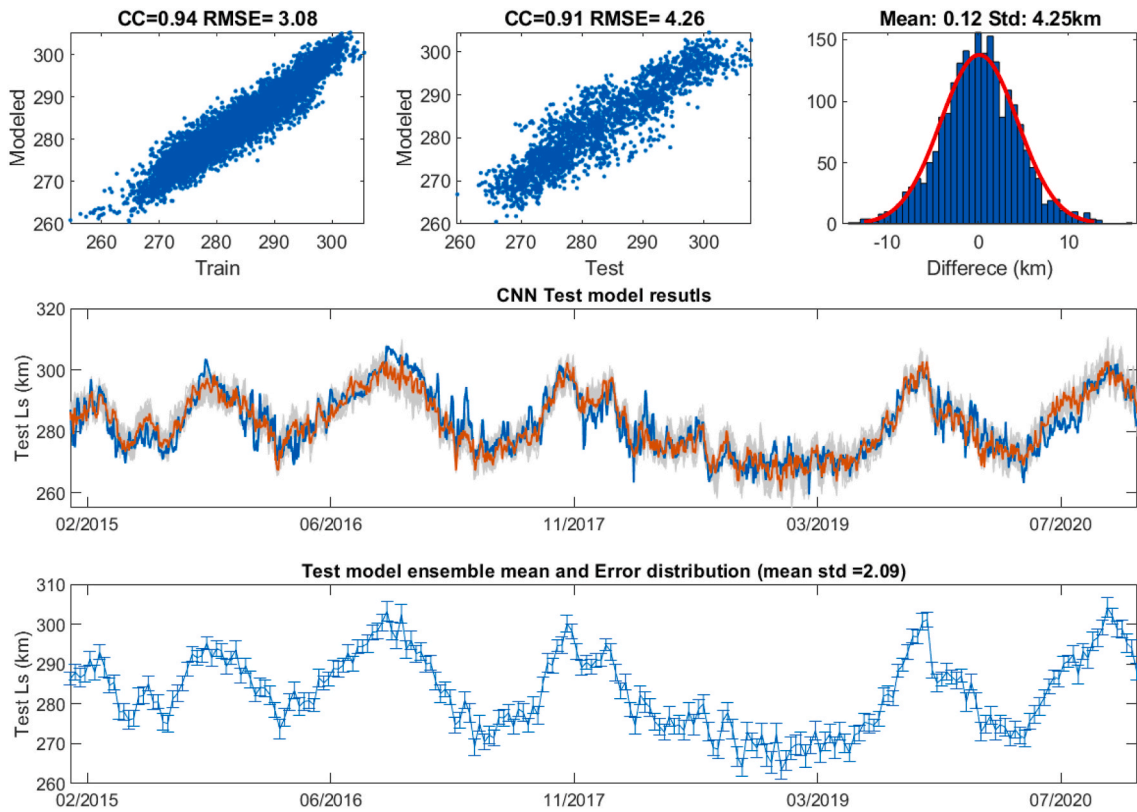 CC=0.94 RMSE= 3.08
CC=0.91 RMSE= 4.26
Mean: 0.12 Std: 4.25km
Modeled
300
290
280
270
260
260 270 280 290 300
Train
Modeled
300
290
280
270
260
260 270 280 290 300
Test
150
100
50
0
-10 0 10
Differece (km)
CNN Test model resutls
Test Ls (km)
320
300
280
260
02/2015 06/2016 11/2017 03/2019 07/2020
Test model ensemble mean and Error distribution (mean std =2.09)
Test Ls (km)
310
300
290
280
270
260
02/2015 06/2016 11/2017 03/2019 07/2020